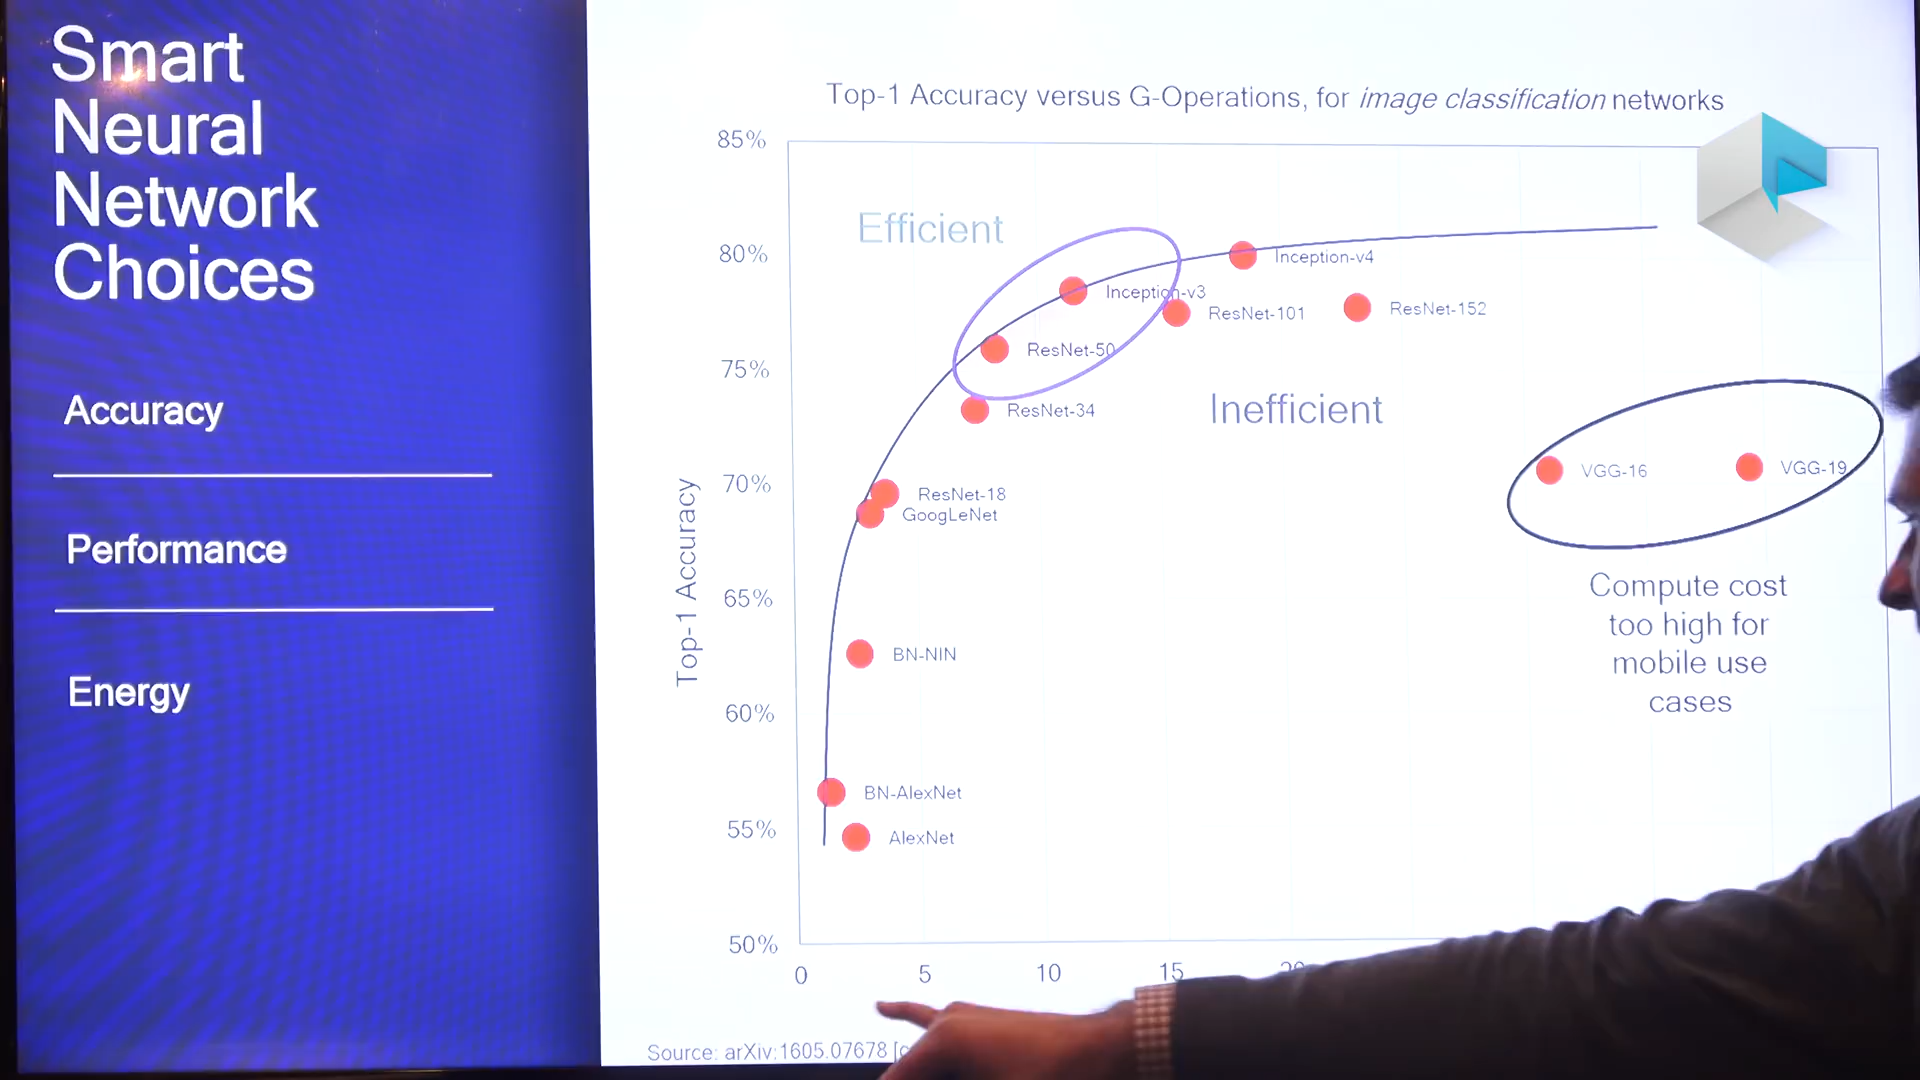 Smart
Neural
Network
Choices
Accuracy
Performance
Energy
Top-1 Accuracy versus G-Operations, for image classification networks
85%
80%
75%
70%
65%
60%
55%
50%
Top-1 Accuracy
Efficient
Inception-v4
Inception-v3
ResNet-101
ResNet-152
ResNet-50
ResNet-34
Inefficient
VGG-16
VGG-19
ResNet-18
GoogLeNet
Compute cost
too high for
mobile use
cases
BN-NIN
BN-AlexNet
AlexNet
0 5 10 15
Source: arXiv:1605.07678